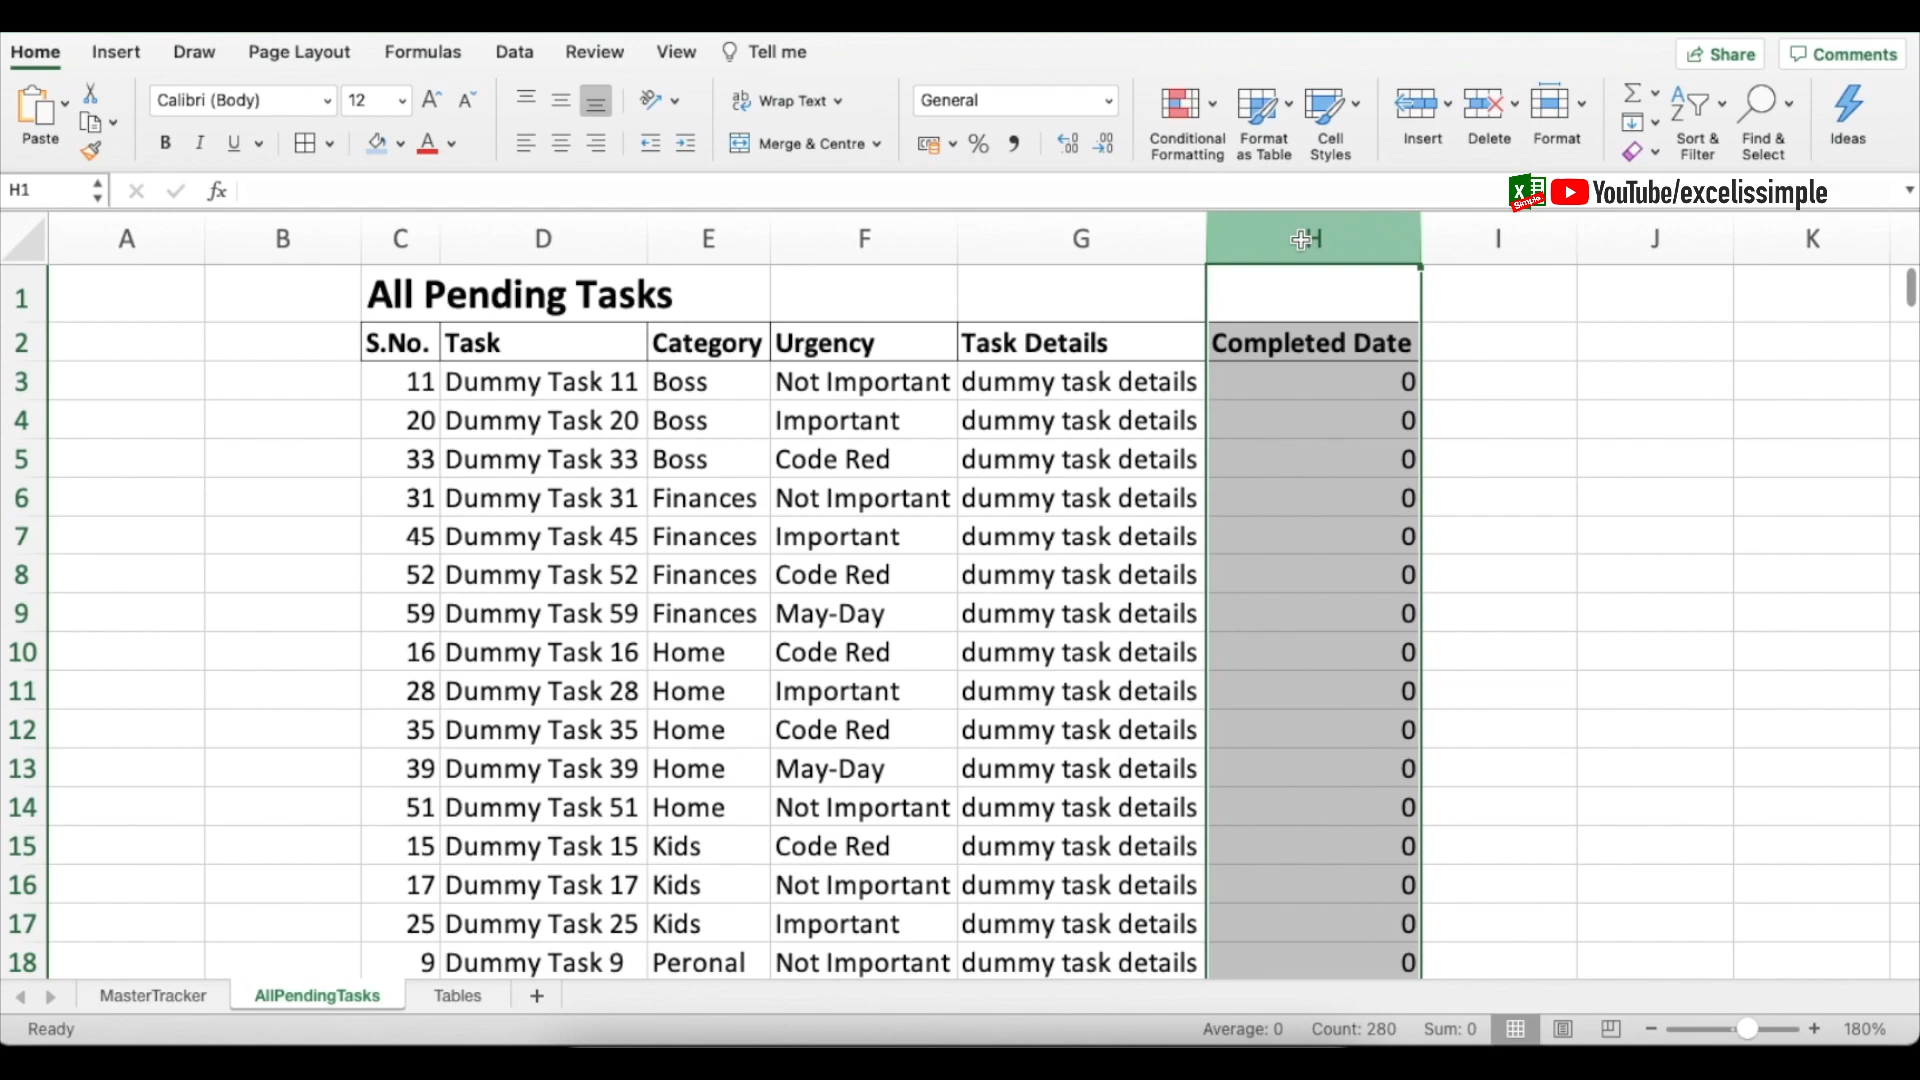 Home Insert Draw Page Layout Formulas Data Review View Tell me Share Comments
Paste Calibri (Body) 12 Wrap Text General
B I U A Merge & Centre % Conditional Formatting Format as Table Cell Styles Insert Delete Format Sort & Filter Find & Select Ideas
H1 fx X Simple YouTube/excelissimple
A B C D E F G H I J K
1 All Pending Tasks
2 S.No. Task Category Urgency Task Details Completed Date
3 11 Dummy Task 11 Boss Not Important dummy task details 0
4 20 Dummy Task 20 Boss Important dummy task details 0
5 33 Dummy Task 33 Boss Code Red dummy task details 0
6 31 Dummy Task 31 Finances Not Important dummy task details 0
7 45 Dummy Task 45 Finances Important dummy task details 0
8 52 Dummy Task 52 Finances Code Red dummy task details 0
9 59 Dummy Task 59 Finances May-Day dummy task details 0
10 16 Dummy Task 16 Home Code Red dummy task details 0
11 28 Dummy Task 28 Home Important dummy task details 0
12 35 Dummy Task 35 Home Code Red dummy task details 0
13 39 Dummy Task 39 Home May-Day dummy task details 0
14 51 Dummy Task 51 Home Not Important dummy task details 0
15 15 Dummy Task 15 Kids Code Red dummy task details 0
16 17 Dummy Task 17 Kids Not Important dummy task details 0
17 25 Dummy Task 25 Kids Important dummy task details 0
18 9 Dummy Task 9 Peronal Not Important dummy task details 0
MasterTracker AllPendingTasks Tables +
Ready Average: 0 Count: 280 Sum: 0 − + 180%